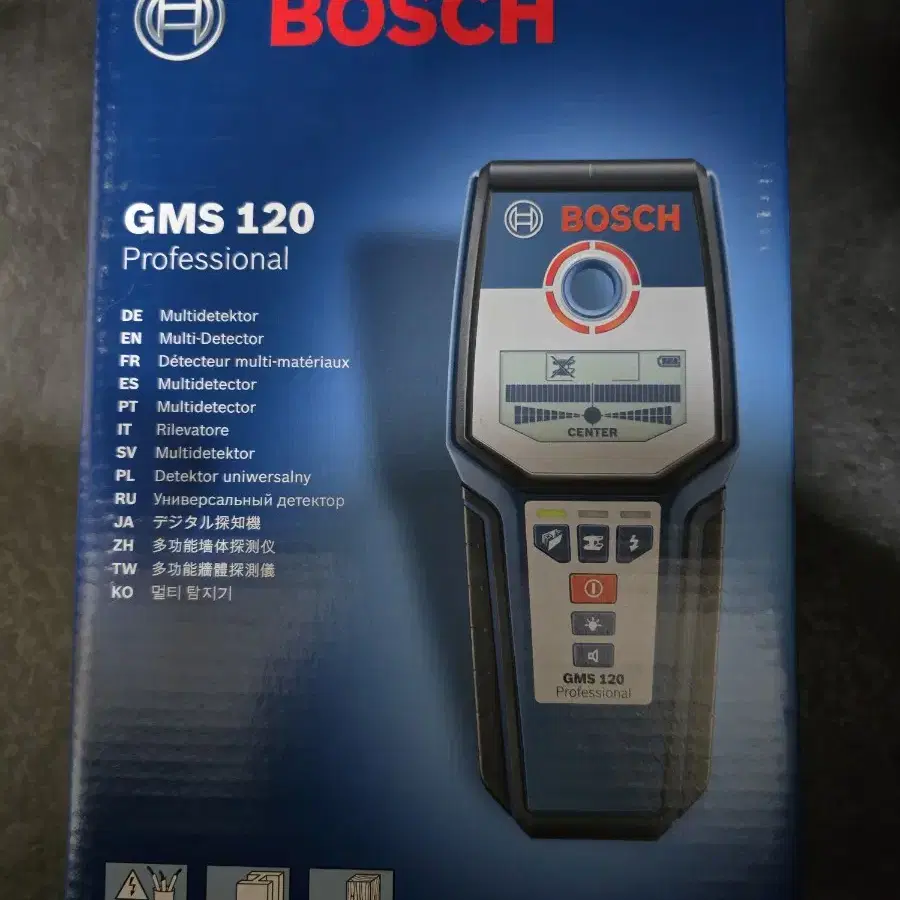 BOSCH
GMS 120
Professional
DE Multidetektor
EN Multi-Detector
FR Détecteur multi-matériaux
ES Multidetector
PT Multidetector
IT Rilevatore
SV Multidetektor
PL Detektor uniwersalny
RU Универсальный детектор
JA デジタル探知機
ZH 多功能墙体探测仪
TW 多功能牆體探測儀
KO 멀티 탐지기
BOSCH
CENTER
GMS 120
Professional